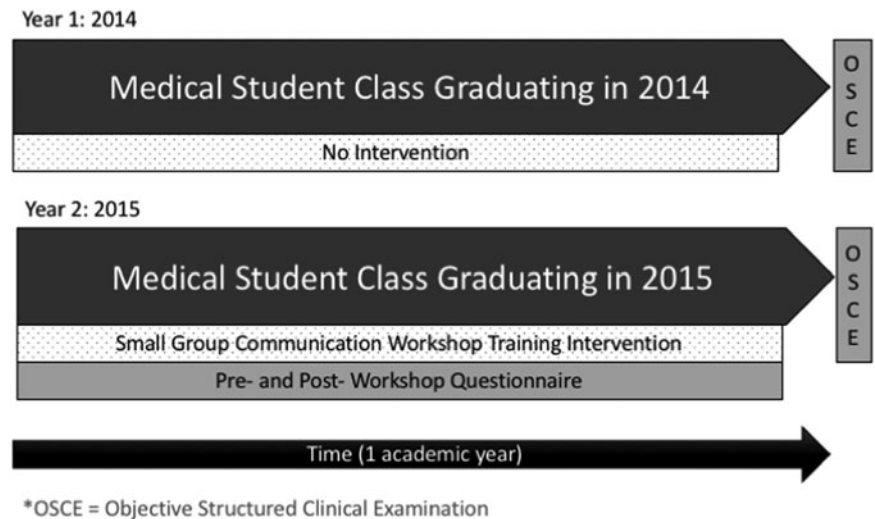 Year 1: 2014
Medical Student Class Graduating in 2014
OSCE
No Intervention
Year 2: 2015
Medical Student Class Graduating in 2015
OSCE
Small Group Communication Workshop Training Intervention
Pre- and Post- Workshop Questionnaire
Time (1 academic year)
*OSCE = Objective Structured Clinical Examination